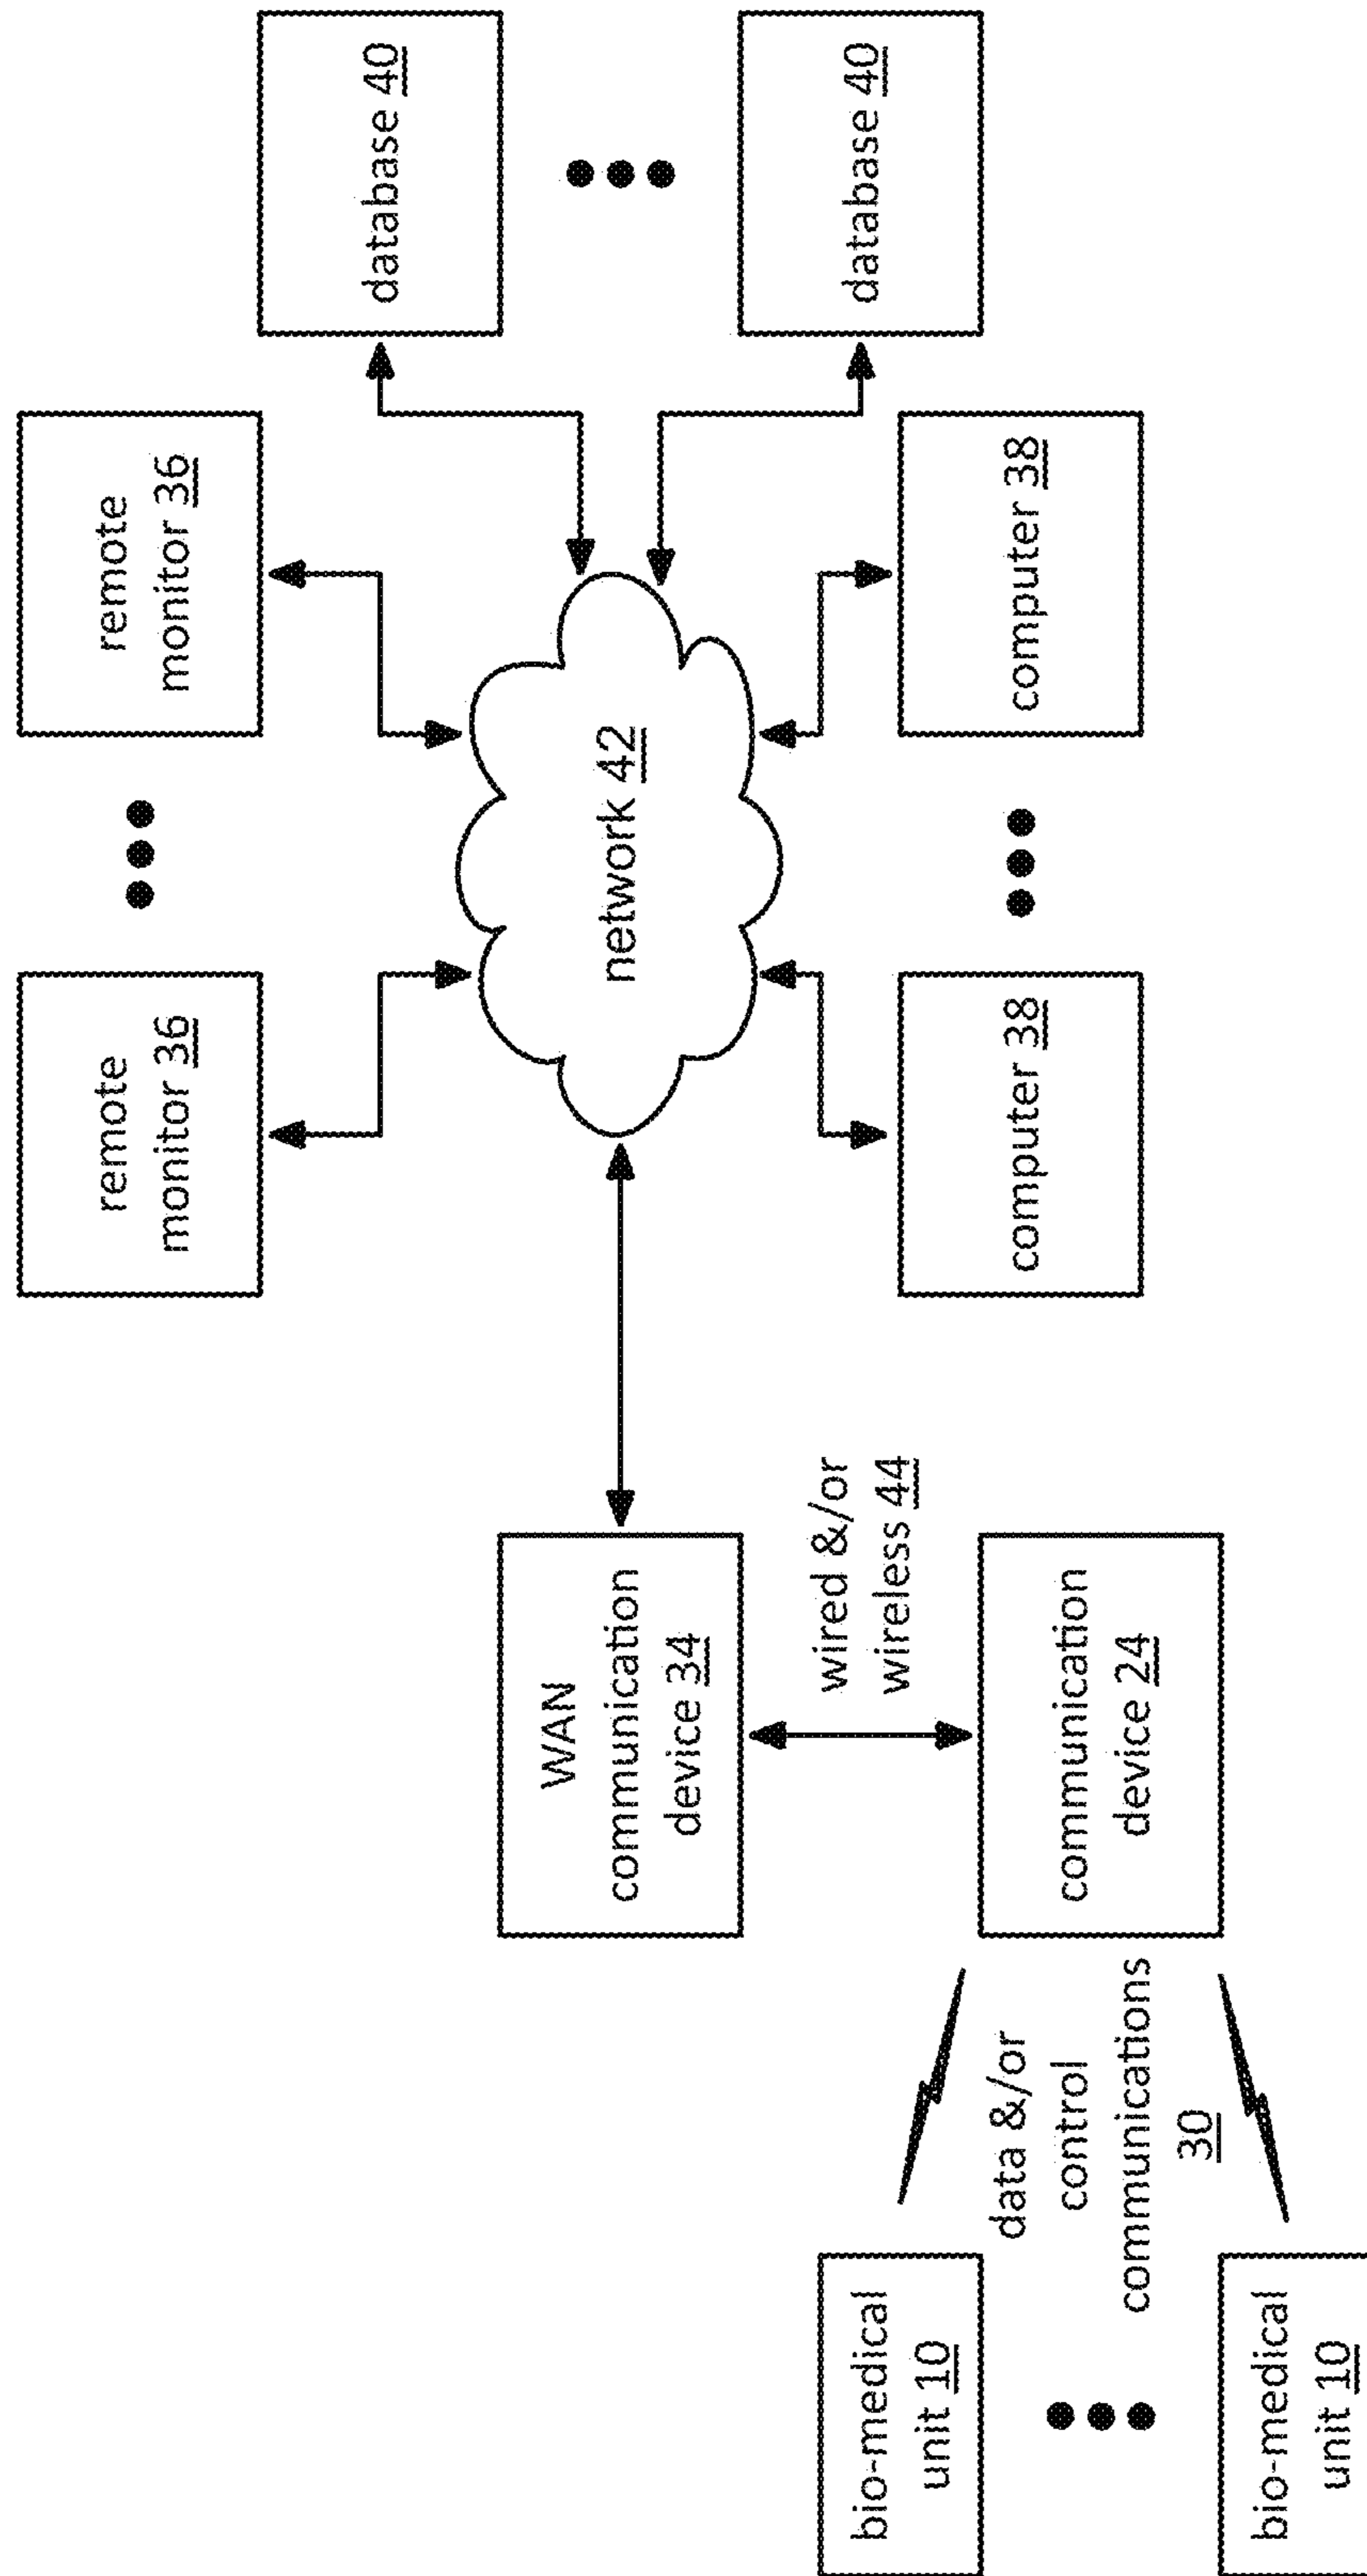 remote
monitor 36
remote
monitor 36
database 40
database 40
network 42
WAN
communication
device 34
wired &/or
wireless 44
computer 38
computer 38
communication
device 24
data &/or
control
communications
30
bio-medical
unit 10
bio-medical
unit 10